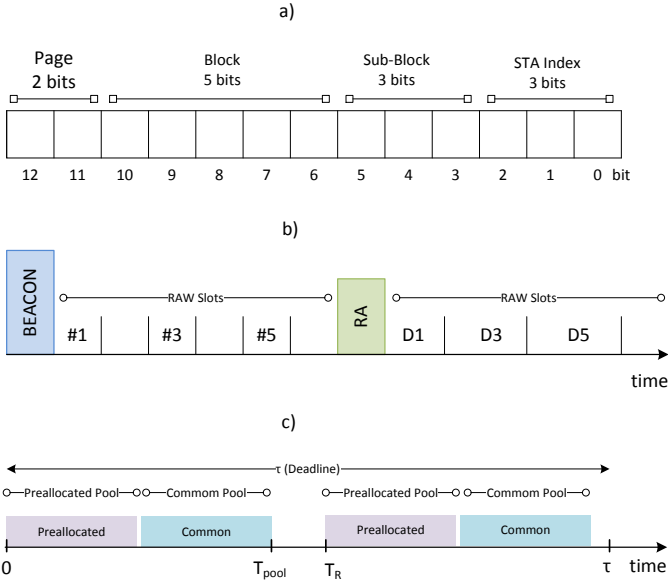 a)
Page
2 bits
Block
5 bits
Sub-Block
3 bits
STA Index
3 bits
12 11 10 9 8 7 6 5 4 3 2 1 0 bit
b)
BEACON
RAW Slots
RA
RAW Slots
#1 #3 #5 D1 D3 D5
time
c)
τ (Deadline)
Preallocated Pool Commom Pool Preallocated Pool Commom Pool
Preallocated Common Preallocated Common
0 Tpool TR τ time